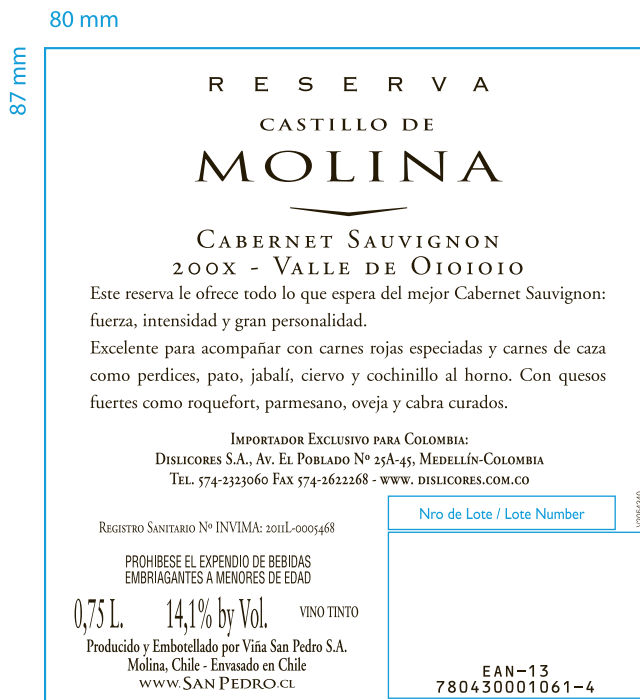 80 mm
87 mm
RESERVA
CASTILLO DE
MOLINA
CABERNET SAUVIGNON
200X - VALLE DE OIOIOIO
Este reserva le ofrece todo lo que espera del mejor Cabernet Sauvignon:
fuerza, intensidad y gran personalidad.
Excelente para acompañar con carnes rojas especiadas y carnes de caza
como perdices, pato, jabalí, ciervo y cochinillo al horno. Con quesos
fuertes como roquefort, parmesano, oveja y cabra curados.
IMPORTADOR EXCLUSIVO PARA COLOMBIA:
DISLICORES S.A., AV. EL POBLADO Nº 25A-45, MEDELLÍN-COLOMBIA
TEL. 574-2323060 FAX 574-2622268 - WWW. DISLICORES.COM.CO
Nro de Lote / Lote Number
REGISTRO SANITARIO Nº INVIMA: 2011L-0005468
PROHIBESE EL EXPENDIO DE BEBIDAS
EMBRIAGANTES A MENORES DE EDAD
0,75 L. 14,1% by Vol. VINO TINTO
Producido y Embotellado por Viña San Pedro S.A.
Molina, Chile - Envasado en Chile
WWW.SAN PEDRO.CL
EAN-13
780430001061-4